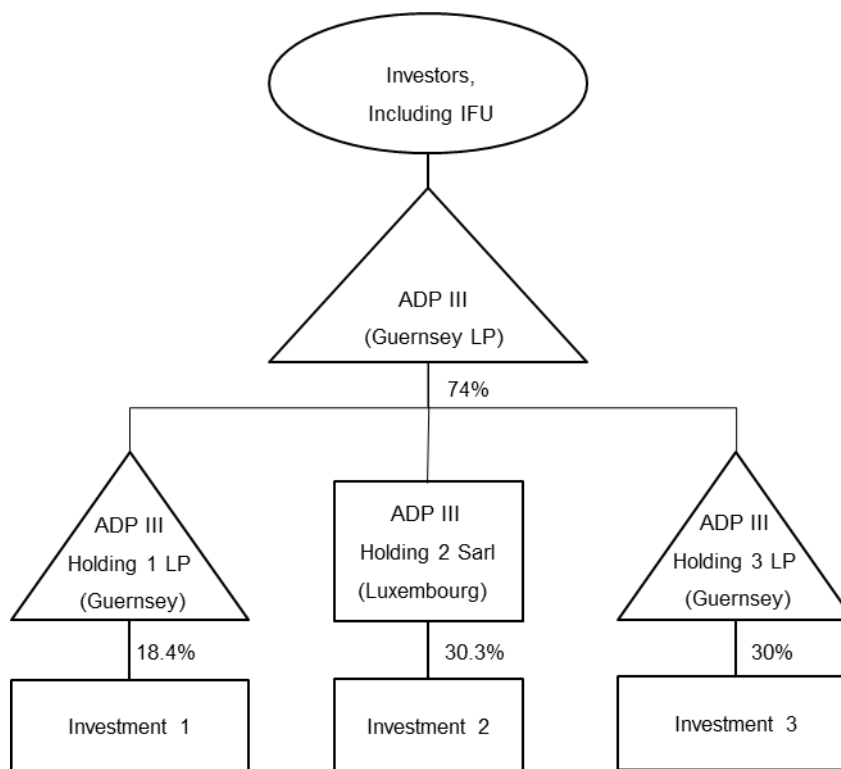 Investors,
Including IFU
ADP III
(Guernsey LP)
74%
ADP III
Holding 1 LP
(Guernsey)
ADP III
Holding 2 Sarl
(Luxembourg)
ADP III
Holding 3 LP
(Guernsey)
18.4%
30.3%
30%
Investment 1
Investment 2
Investment 3